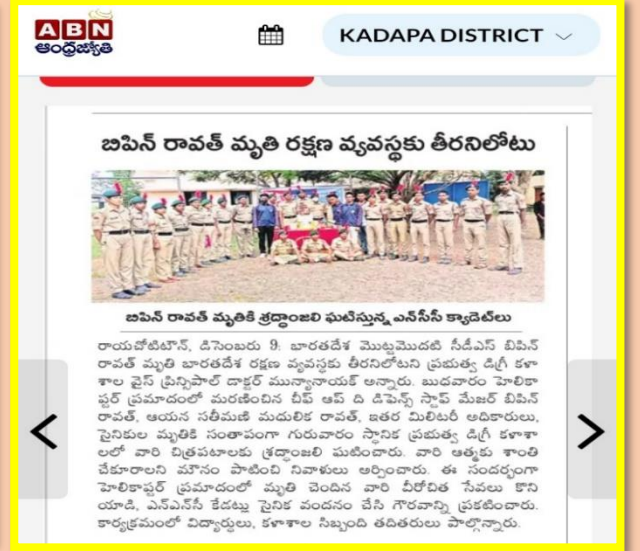 ABN
ఆంధ్రజ్యోతి
KADAPA DISTRICT
బిపిన్ రావత్ మృతి రక్షణ వ్యవస్థకు తీరనిలోటు
బిపిన్ రావత్ మృతికి శ్రద్ధాంజలి ఘటిస్తున్న ఎన్‌సీసీ క్యాడెట్‌లు
రాయచోటిటౌన్, డిసెంబరు 9: భారతదేశ మొట్టమొదటి సీడీఎస్ బిపిన్
రావత్ మృతి భారతదేశ రక్షణ వ్యవస్థకు తీరనిలోటని ప్రభుత్వ డిగ్రీ కళా
శాల వైస్ ప్రిన్సిపాల్ డాక్టర్ మున్యానాయక్ అన్నారు. బుధవారం హెలికా
ప్టర్ ప్రమాదంలో మరణించిన చీఫ్ ఆఫ్ ది డిఫెన్స్ స్టాఫ్ మేజర్ బిపిన్
రావత్, ఆయన సతీమణి మధులిక రావత్, ఇతర మిలిటరీ అధికారులు,
సైనికుల మృతికి సంతాపంగా గురువారం స్థానిక ప్రభుత్వ డిగ్రీ కళాశా
లలో వారి చిత్రపటాలకు శ్రద్ధాంజలి ఘటించారు. వారి ఆత్మకు శాంతి
చేకూరాలని మౌనం పాటించి నివాళులు అర్పించారు. ఈ సందర్భంగా
హెలికాప్టర్ ప్రమాదంలో మృతి చెందిన వారి వీరోచిత సేవలు కొని
యాడి, ఎన్ఎన్‌సీ కేడట్లు సైనిక వందనం చేసి గౌరవాన్ని ప్రకటించారు.
కార్యక్రమంలో విద్యార్థులు, కళాశాల సిబ్బంది తదితరులు పాల్గొన్నారు.